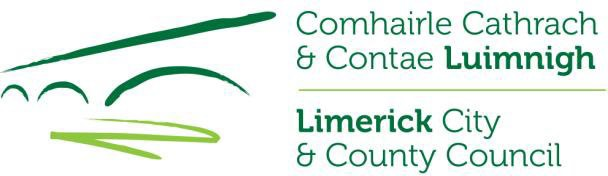 Comhairle Cathrach
& Contae Luimnigh
Limerick City
& County Council